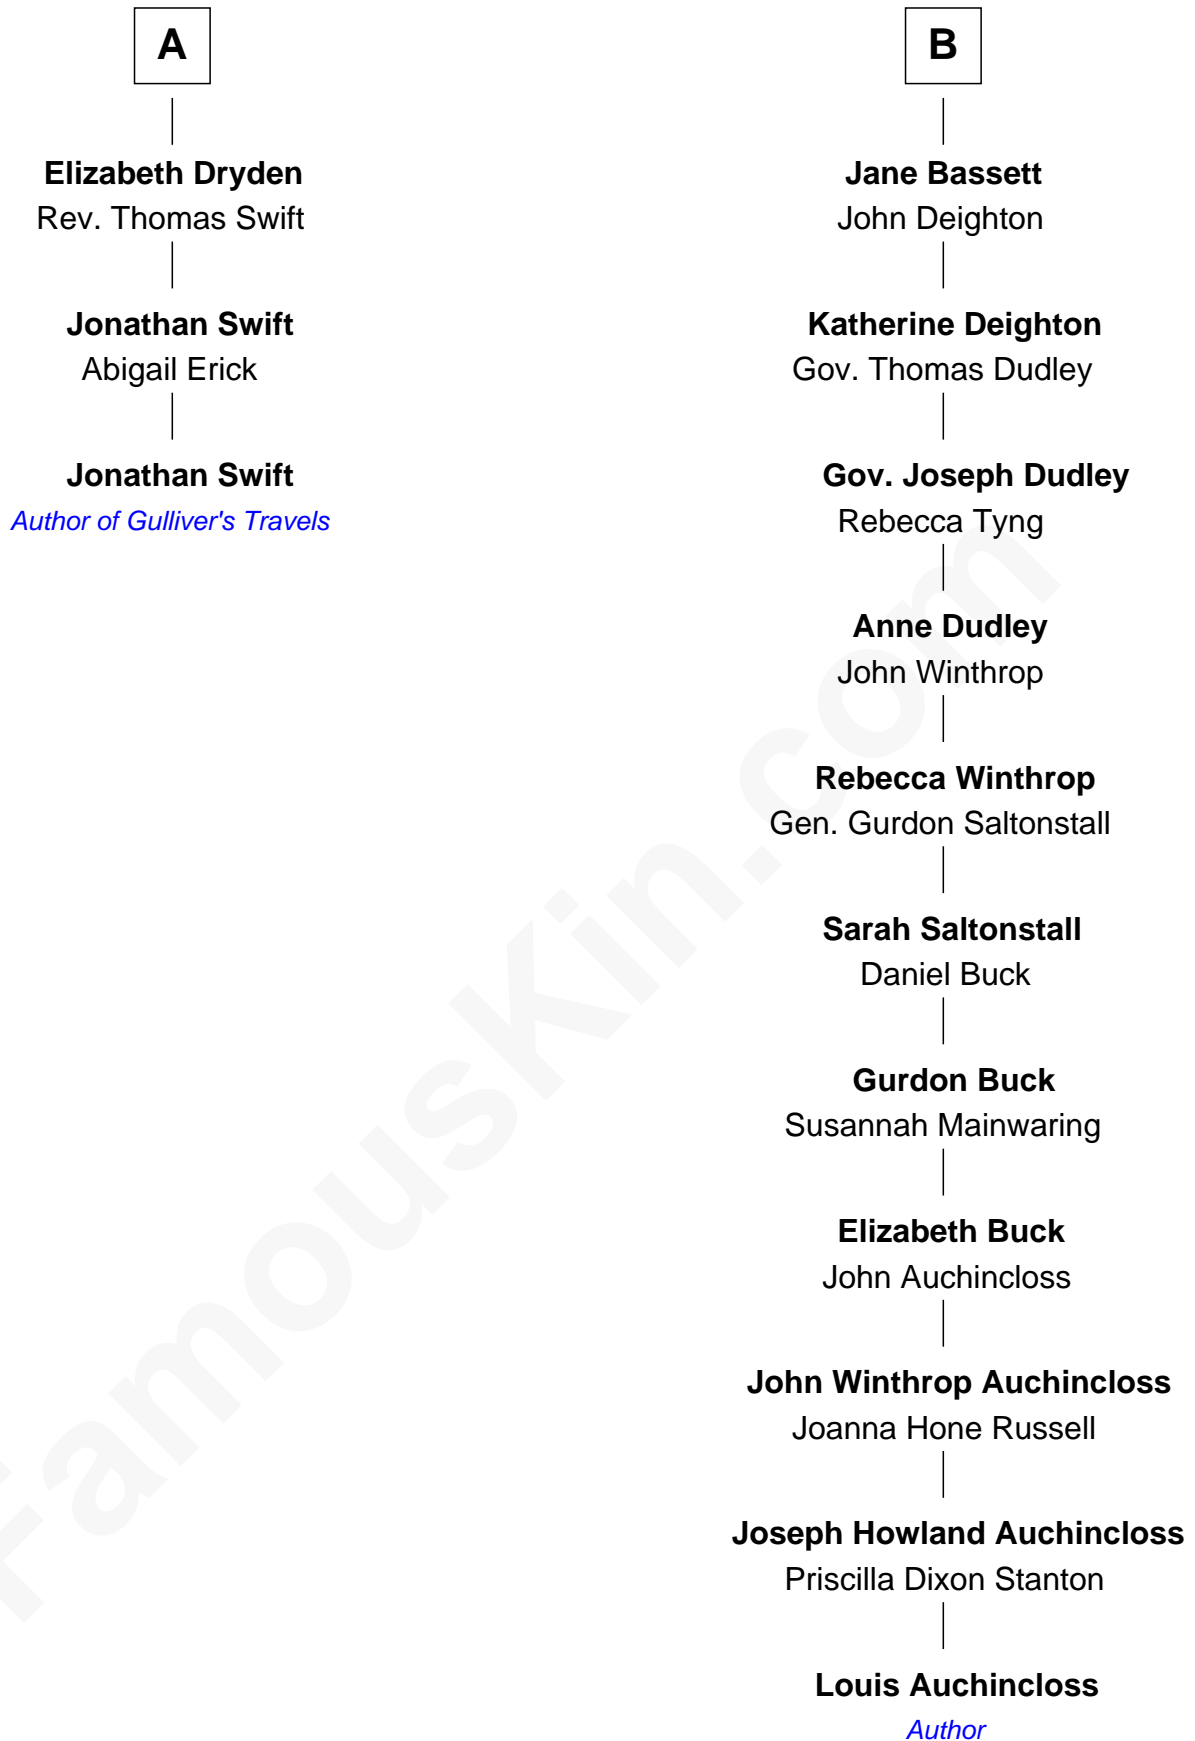 A
Elizabeth Dryden
Rev. Thomas Swift
Jonathan Swift
Abigail Erick
Jonathan Swift
Author of Gulliver's Travels
B
Jane Bassett
John Deighton
Katherine Deighton
Gov. Thomas Dudley
Gov. Joseph Dudley
Rebecca Tyng
Anne Dudley
John Winthrop
Rebecca Winthrop
Gen. Gurdon Saltonstall
Sarah Saltonstall
Daniel Buck
Gurdon Buck
Susannah Mainwaring
Elizabeth Buck
John Auchincloss
John Winthrop Auchincloss
Joanna Hone Russell
Joseph Howland Auchincloss
Priscilla Dixon Stanton
Louis Auchincloss
Author
FamousKin.com